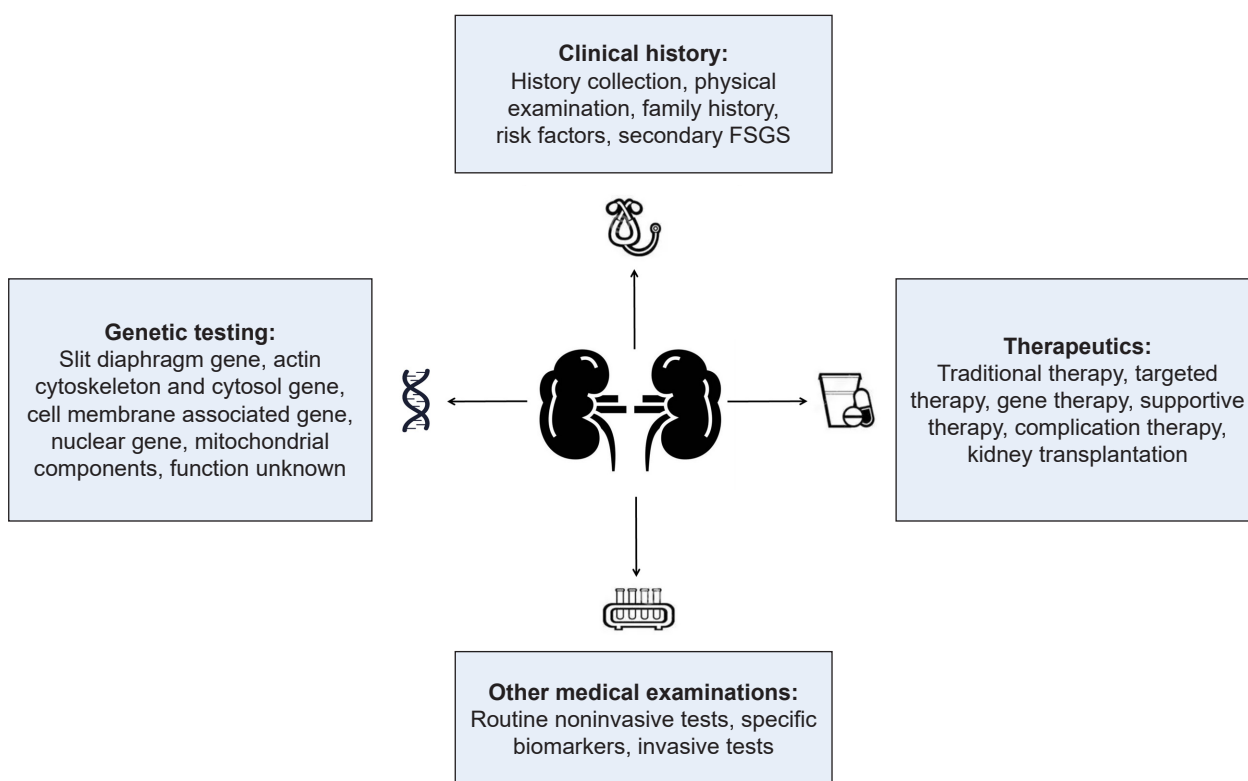 Clinical history:
History collection, physical
examination, family history,
risk factors, secondary FSGS
Genetic testing:
Slit diaphragm gene, actin
cytoskeleton and cytosol gene,
cell membrane associated gene,
nuclear gene, mitochondrial
components, function unknown
Therapeutics:
Traditional therapy, targeted
therapy, gene therapy, supportive
therapy, complication therapy,
kidney transplantation
Other medical examinations:
Routine noninvasive tests, specific
biomarkers, invasive tests